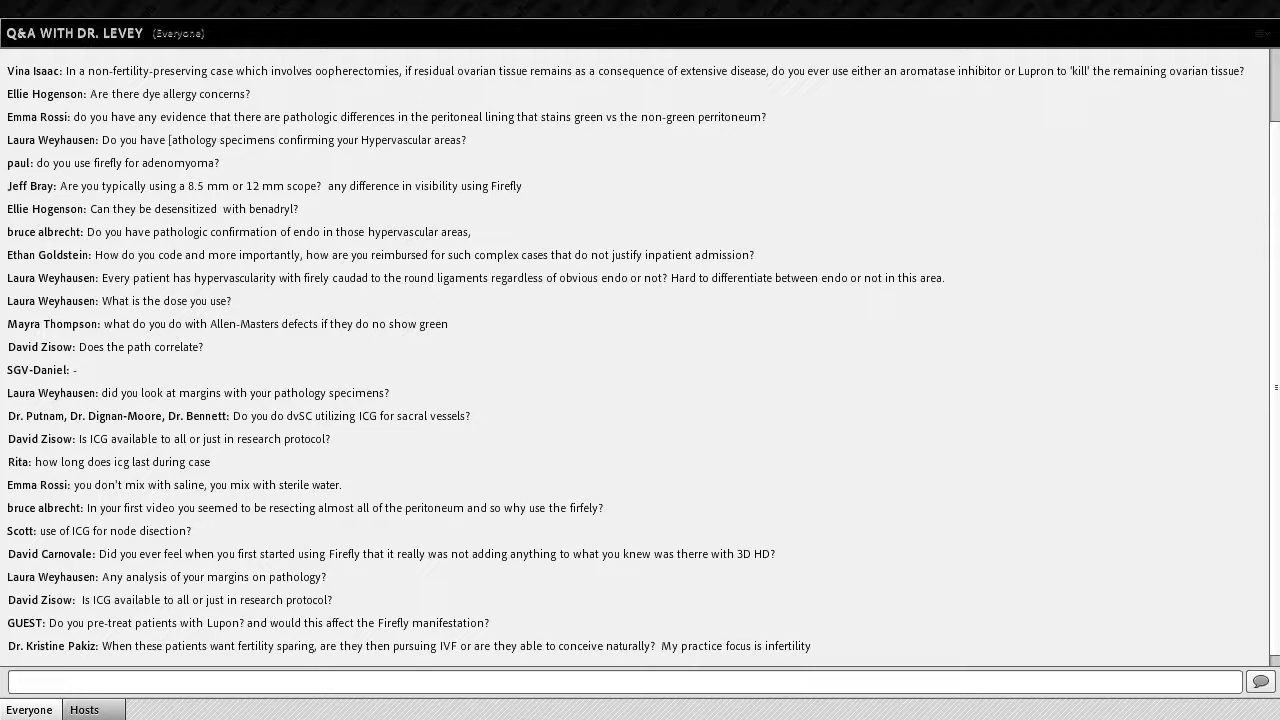 Q&A WITH DR. LEVEY (Everyone)
Vina Isaac: In a non-fertility-preserving case which involves oopherectomies, if residual ovarian tissue remains as a consequence of extensive disease, do you ever use either an aromatase inhibitor or Lupron to 'kill' the remaining ovarian tissue?
Ellie Hogenson: Are there dye allergy concerns?
Emma Rossi: do you have any evidence that there are pathologic differences in the peritoneal lining that stains green vs the non-green perritoneum?
Laura Weyhausen: Do you have [athology specimens confirming your Hypervascular areas?
paul: do you use firefly for adenomyoma?
Jeff Bray: Are you typically using a 8.5 mm or 12 mm scope?  any difference in visibility using Firefly
Ellie Hogenson: Can they be desensitized  with benadryl?
bruce albrecht: Do you have pathologic confirmation of endo in those hypervascular areas,
Ethan Goldstein: How do you code and more importantly, how are you reimbursed for such complex cases that do not justify inpatient admission?
Laura Weyhausen: Every patient has hypervascularity with firely caudad to the round ligaments regardless of obvious endo or not? Hard to differentiate between endo or not in this area.
Laura Weyhausen: What is the dose you use?
Mayra Thompson: what do you do with Allen-Masters defects if they do no show green
David Zisow: Does the path correlate?
SGV-Daniel: -
Laura Weyhausen: did you look at margins with your pathology specimens?
Dr. Putnam, Dr. Dignan-Moore, Dr. Bennett: Do you do dvSC utilizing ICG for sacral vessels?
David Zisow: Is ICG available to all or just in research protocol?
Rita: how long does icg last during case
Emma Rossi: you don't mix with saline, you mix with sterile water.
bruce albrecht: In your first video you seemed to be resecting almost all of the peritoneum and so why use the firfely?
Scott: use of ICG for node disection?
David Carnovale: Did you ever feel when you first started using Firefly that it really was not adding anything to what you knew was therre with 3D HD?
Laura Weyhausen: Any analysis of your margins on pathology?
David Zisow:  Is ICG available to all or just in research protocol?
GUEST: Do you pre-treat patients with Lupon? and would this affect the Firefly manifestation?
Dr. Kristine Pakiz: When these patients want fertility sparing, are they then pursuing IVF or are they able to conceive naturally?  My practice focus is infertility
Everyone Hosts